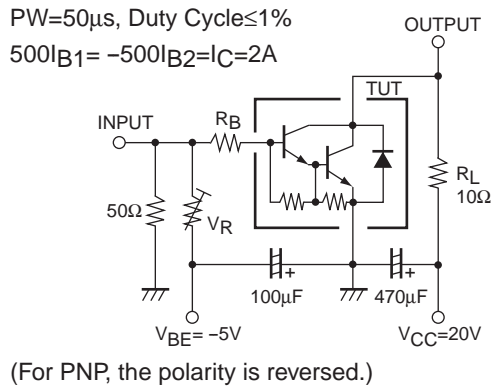 PW=50μs, Duty Cycle≤1%
500IB1= –500IB2=IC=2A
OUTPUT
TUT
INPUT
RB
RL
10Ω
50Ω
VR
100μF
470μF
VBE= –5V
VCC=20V
(For PNP, the polarity is reversed.)